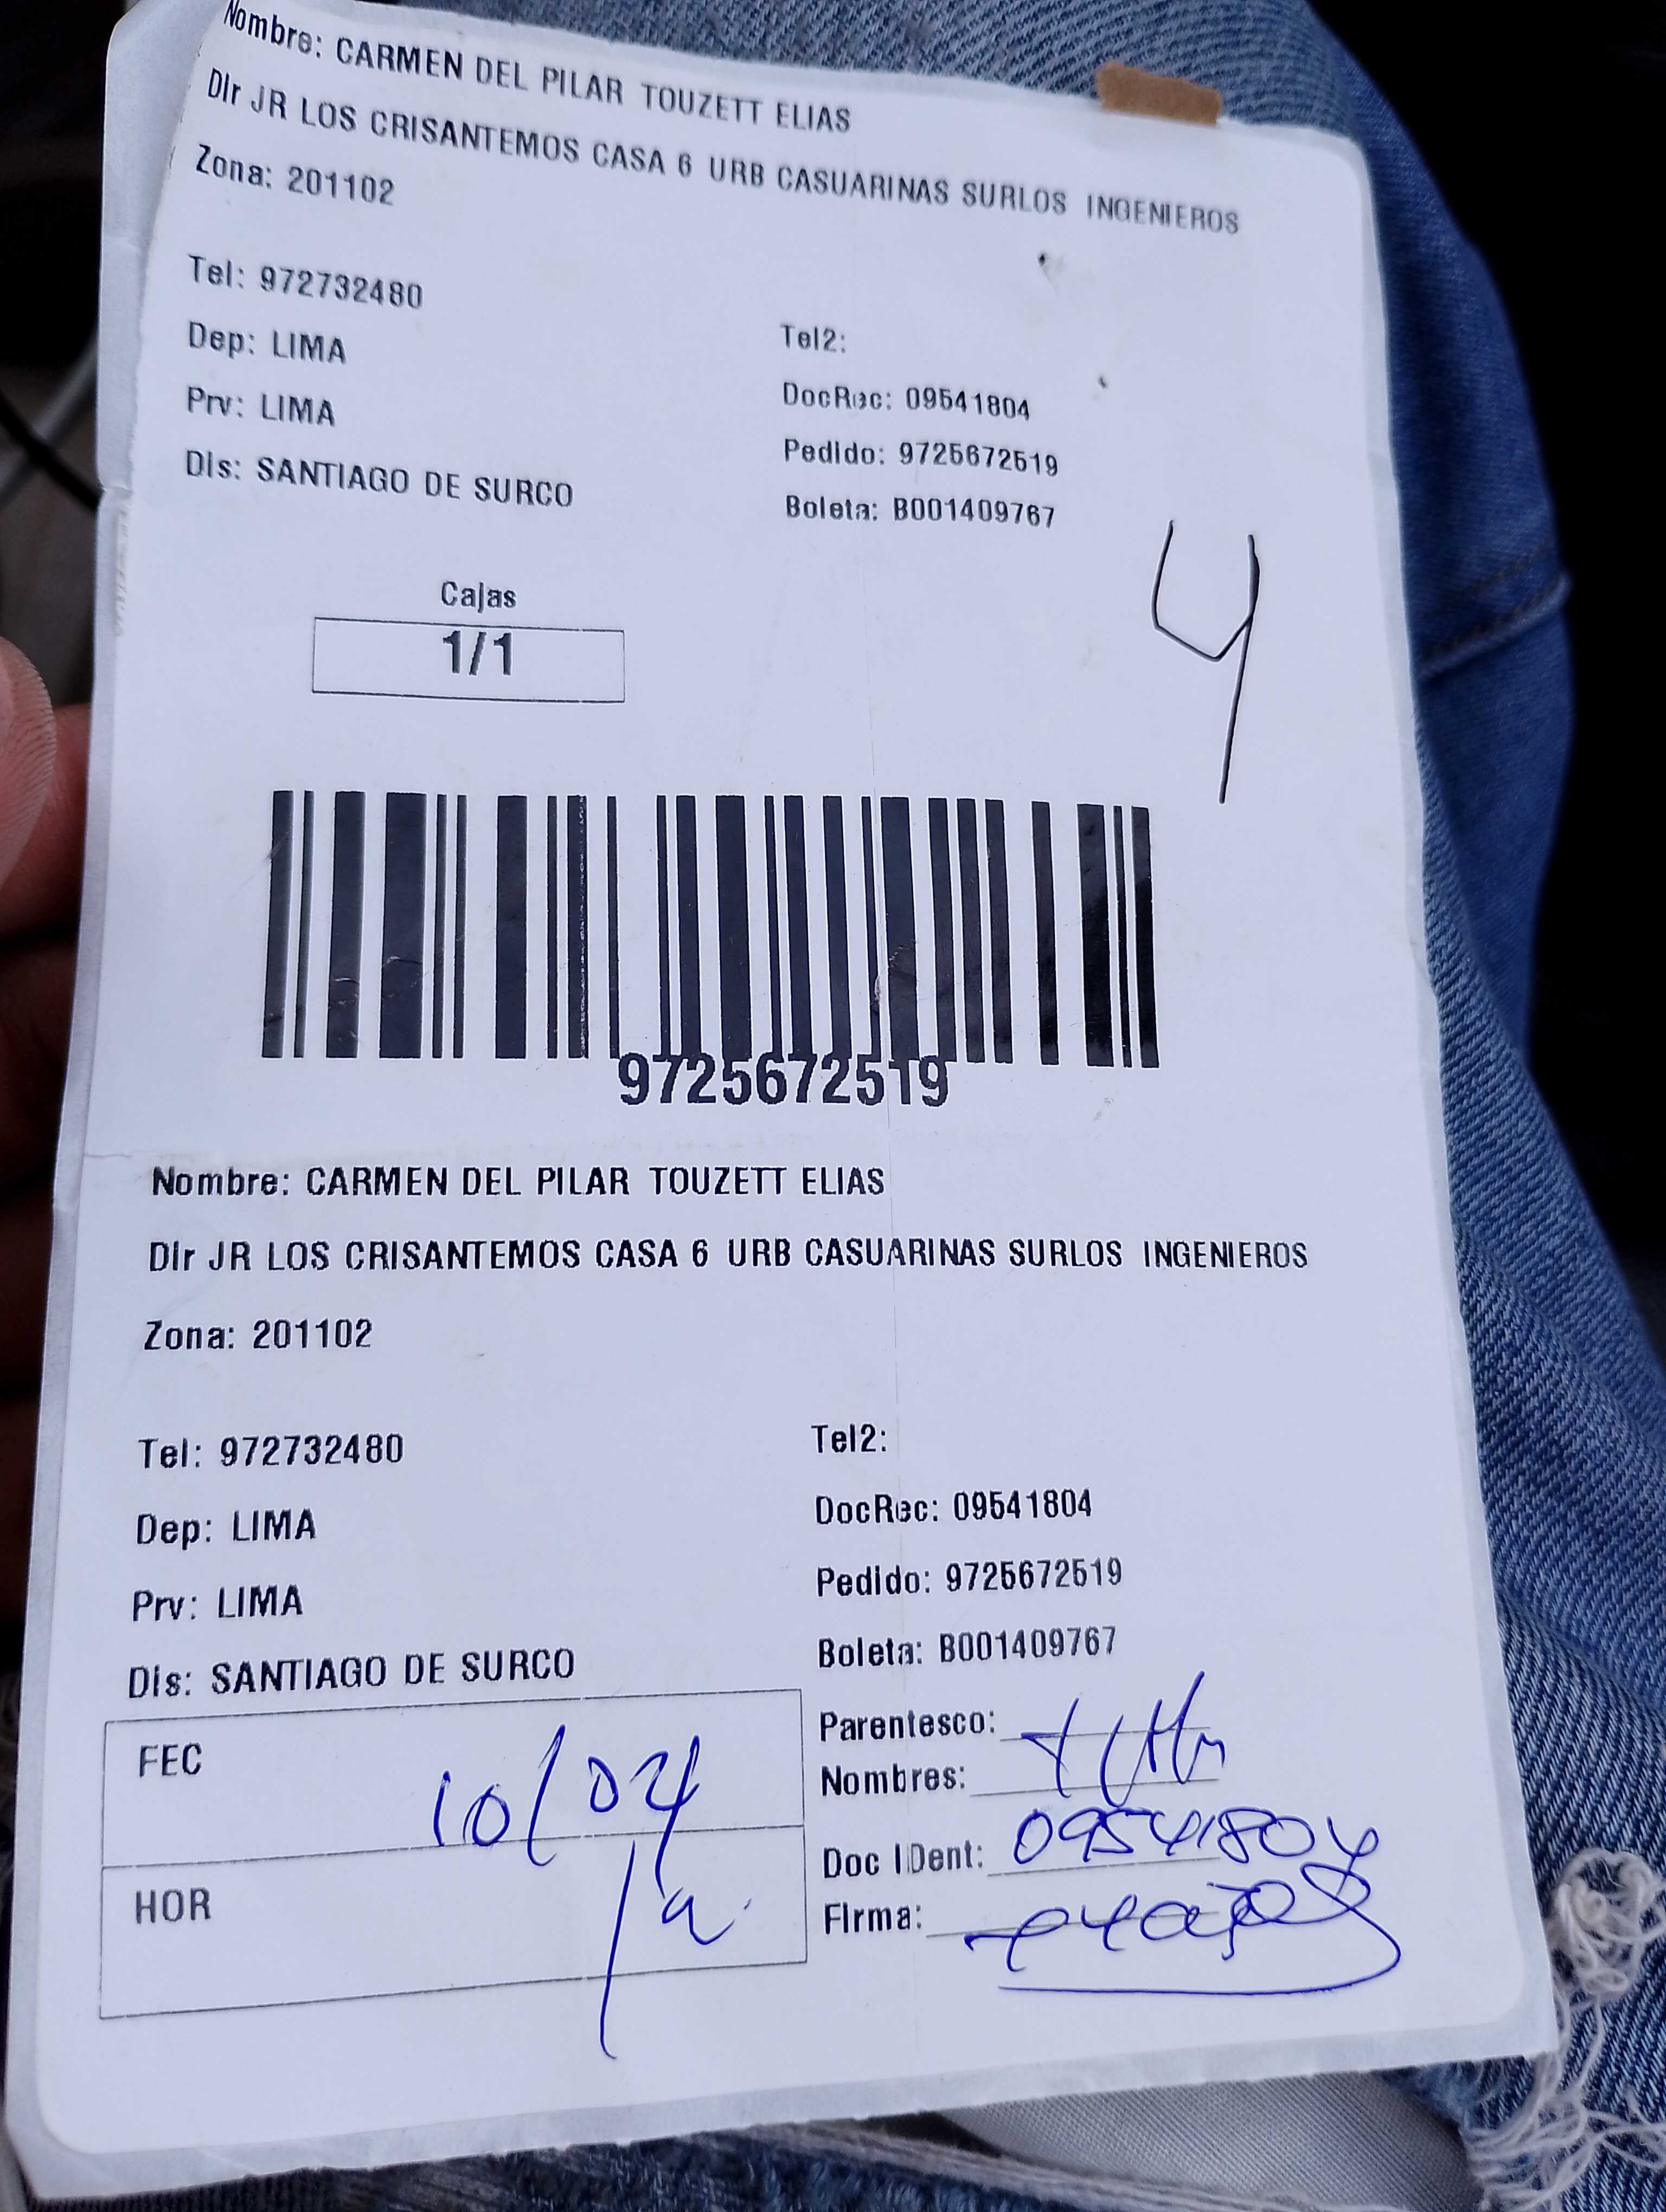 Nombre: CARMEN DEL PILAR TOUZETT ELIAS
Dir JR LOS CRISANTEMOS CASA 6 URB CASUARINAS SURLOS INGENIEROS
Zona: 201102
Tel: 972732480
Tel2:
Dep: LIMA
DocRec: 09541804
Prv: LIMA
Pedido: 9725672519
Dis: SANTIAGO DE SURCO
Boleta: B001409767
4
Cajas
1/1
9725672519
Nombre: CARMEN DEL PILAR TOUZETT ELIAS
Dir JR LOS CRISANTEMOS CASA 6 URB CASUARINAS SURLOS INGENIEROS
Zona: 201102
Tel: 972732480
Tel2:
Dep: LIMA
DocRec: 09541804
Prv: LIMA
Pedido: 9725672519
Dis: SANTIAGO DE SURCO
Boleta: B001409767
FEC 10/04
Parentesco:
Nombres:
Doc IDent: 09541804
HOR
Firma: